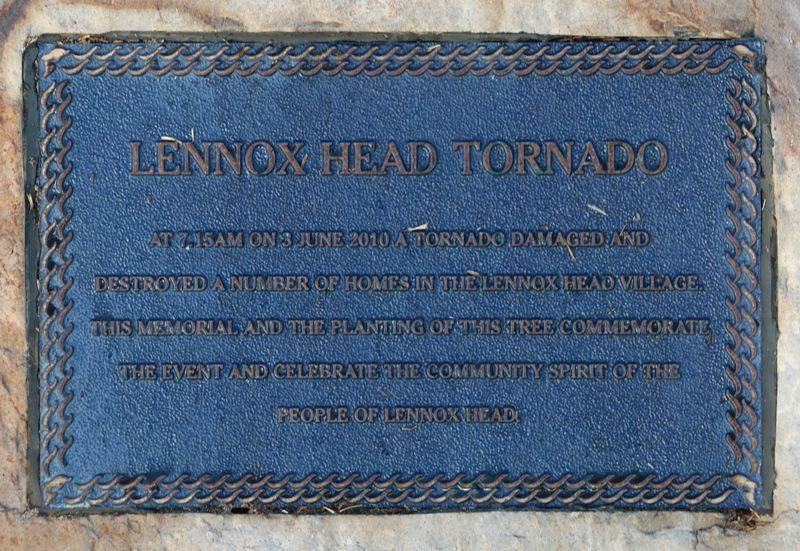 LENNOX HEAD TORNADO
AT 7.15AM ON 3 JUNE 2010 A TORNADO DAMAGED AND
DESTROYED A NUMBER OF HOMES IN THE LENNOX HEAD VILLAGE.
THIS MEMORIAL AND THE PLANTING OF THIS TREE COMMEMORATE
THE EVENT AND CELEBRATE THE COMMUNITY SPIRIT OF THE
PEOPLE OF LENNOX HEAD.